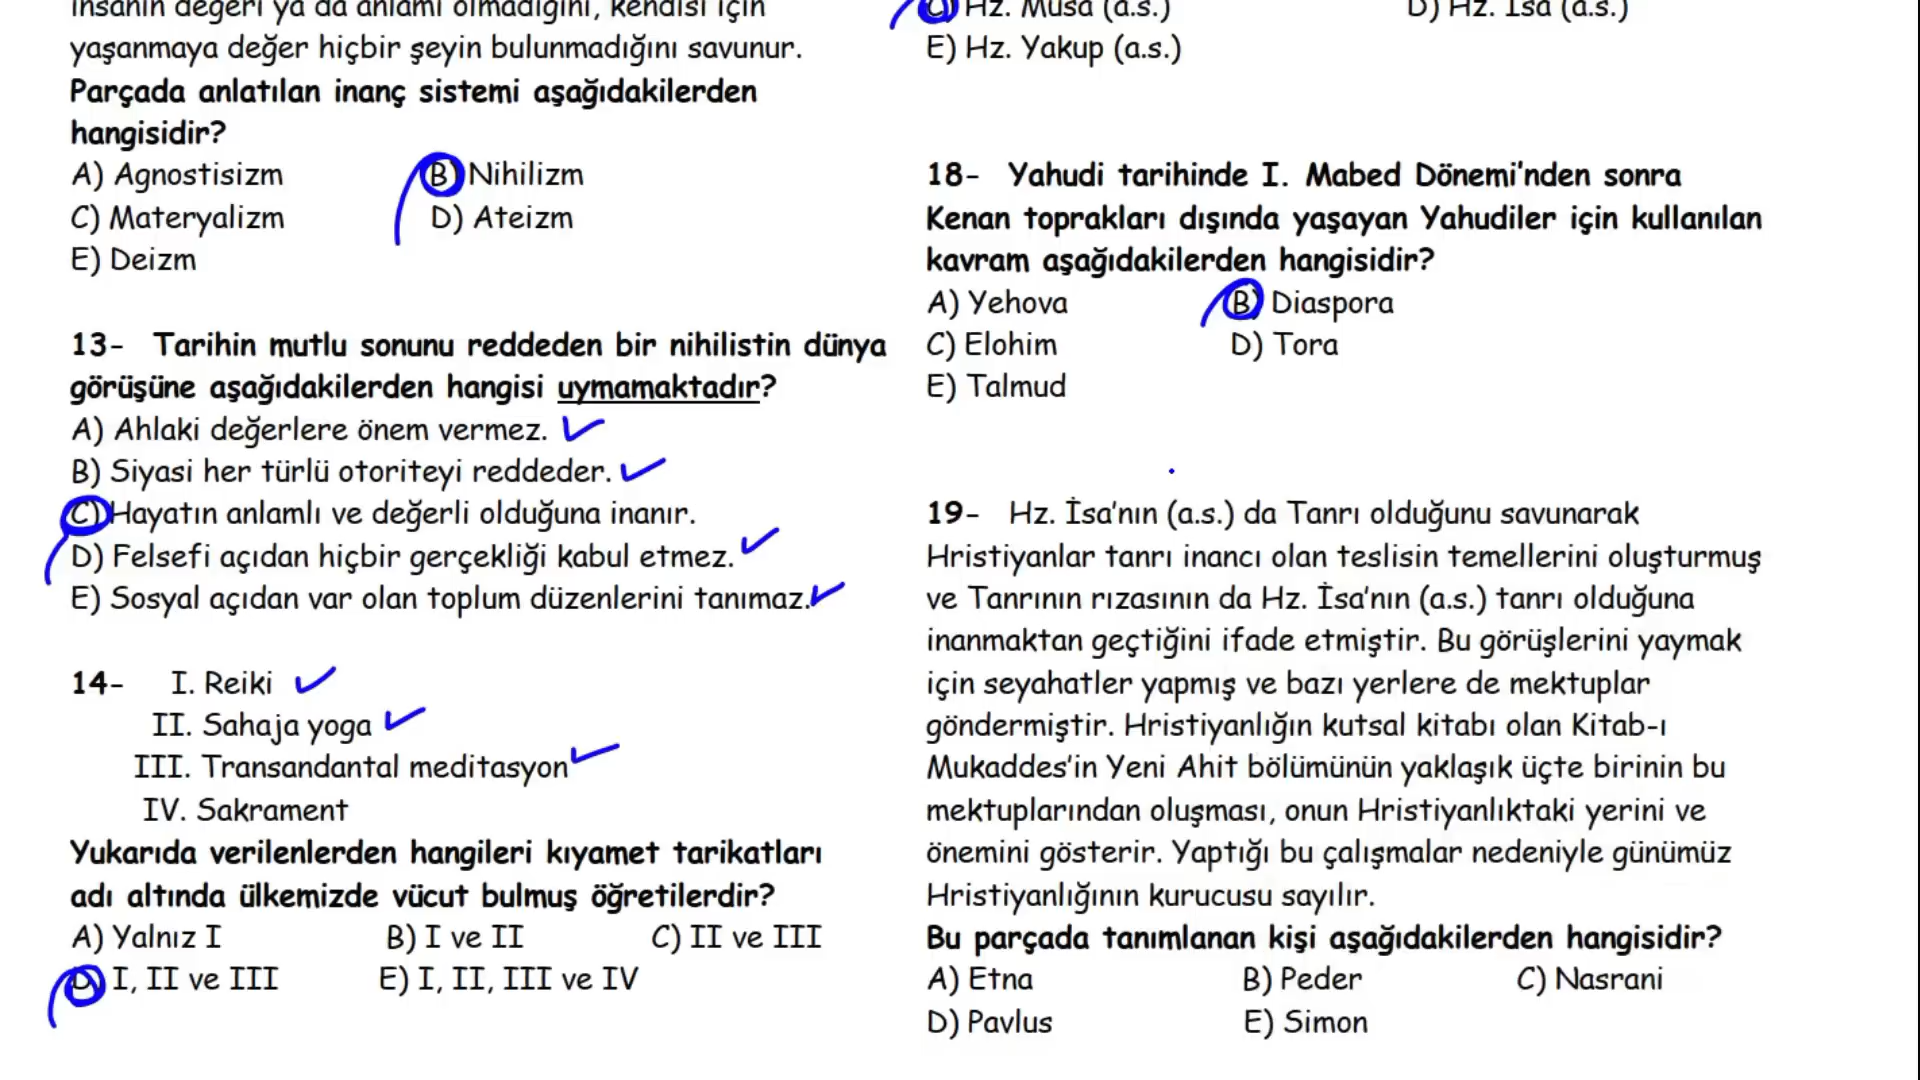 insanın değeri ya da anlamı olmadığını, kendisi için
yaşanmaya değer hiçbir şeyin bulunmadığını savunur.
Parçada anlatılan inanç sistemi aşağıdakilerden
hangisidir?
A) Agnostisizm B) Nihilizm
C) Materyalizm D) Ateizm
E) Deizm
13- Tarihin mutlu sonunu reddeden bir nihilistin dünya
görüşüne aşağıdakilerden hangisi uymamaktadır?
A) Ahlaki değerlere önem vermez.
B) Siyasi her türlü otoriteyi reddeder.
C) Hayatın anlamlı ve değerli olduğuna inanır.
D) Felsefi açıdan hiçbir gerçekliği kabul etmez.
E) Sosyal açıdan var olan toplum düzenlerini tanımaz.
14- I. Reiki
II. Sahaja yoga
III. Transandantal meditasyon
IV. Sakrament
Yukarıda verilenlerden hangileri kıyamet tarikatları
adı altında ülkemizde vücut bulmuş öğretilerdir?
A) Yalnız I B) I ve II C) II ve III
D) I, II ve III E) I, II, III ve IV
C) Hz. Musa (a.s.) D) Hz. İsa (a.s.)
E) Hz. Yakup (a.s.)
18- Yahudi tarihinde I. Mabed Dönemi'nden sonra
Kenan toprakları dışında yaşayan Yahudiler için kullanılan
kavram aşağıdakilerden hangisidir?
A) Yehova B) Diaspora
C) Elohim D) Tora
E) Talmud
19- Hz. İsa'nın (a.s.) da Tanrı olduğunu savunarak
Hristiyanlar tanrı inancı olan teslisin temellerini oluşturmuş
ve Tanrının rızasının da Hz. İsa'nın (a.s.) tanrı olduğuna
inanmaktan geçtiğini ifade etmiştir. Bu görüşlerini yaymak
için seyahatler yapmış ve bazı yerlere de mektuplar
göndermiştir. Hristiyanlığın kutsal kitabı olan Kitab-ı
Mukaddes'in Yeni Ahit bölümünün yaklaşık üçte birinin bu
mektuplarından oluşması, onun Hristiyanlıktaki yerini ve
önemini gösterir. Yaptığı bu çalışmalar nedeniyle günümüz
Hristiyanlığının kurucusu sayılır.
Bu parçada tanımlanan kişi aşağıdakilerden hangisidir?
A) Etna B) Peder C) Nasrani
D) Pavlus E) Simon